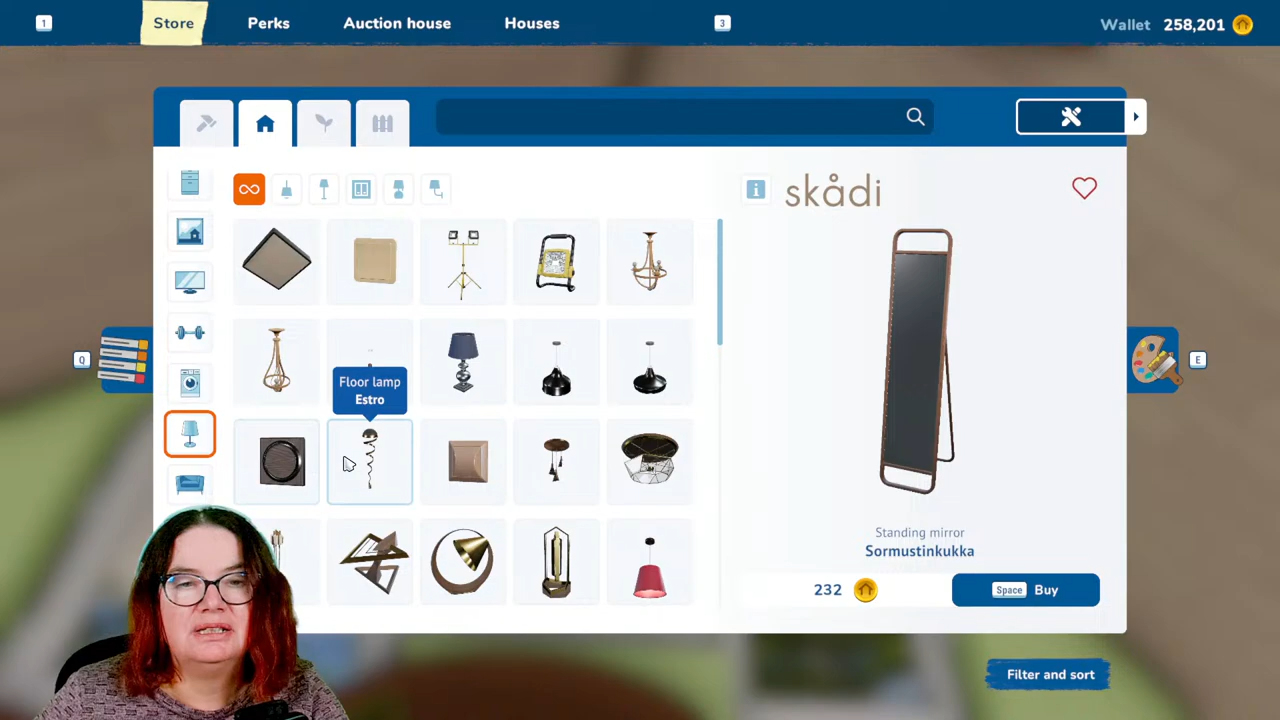 1
Store
Perks
Auction house
Houses
3
Wallet 258,201
skådi
Floor lamp
Estro
Q
E
Standing mirror
Sormustinkukka
232
Space Buy
Filter and sort